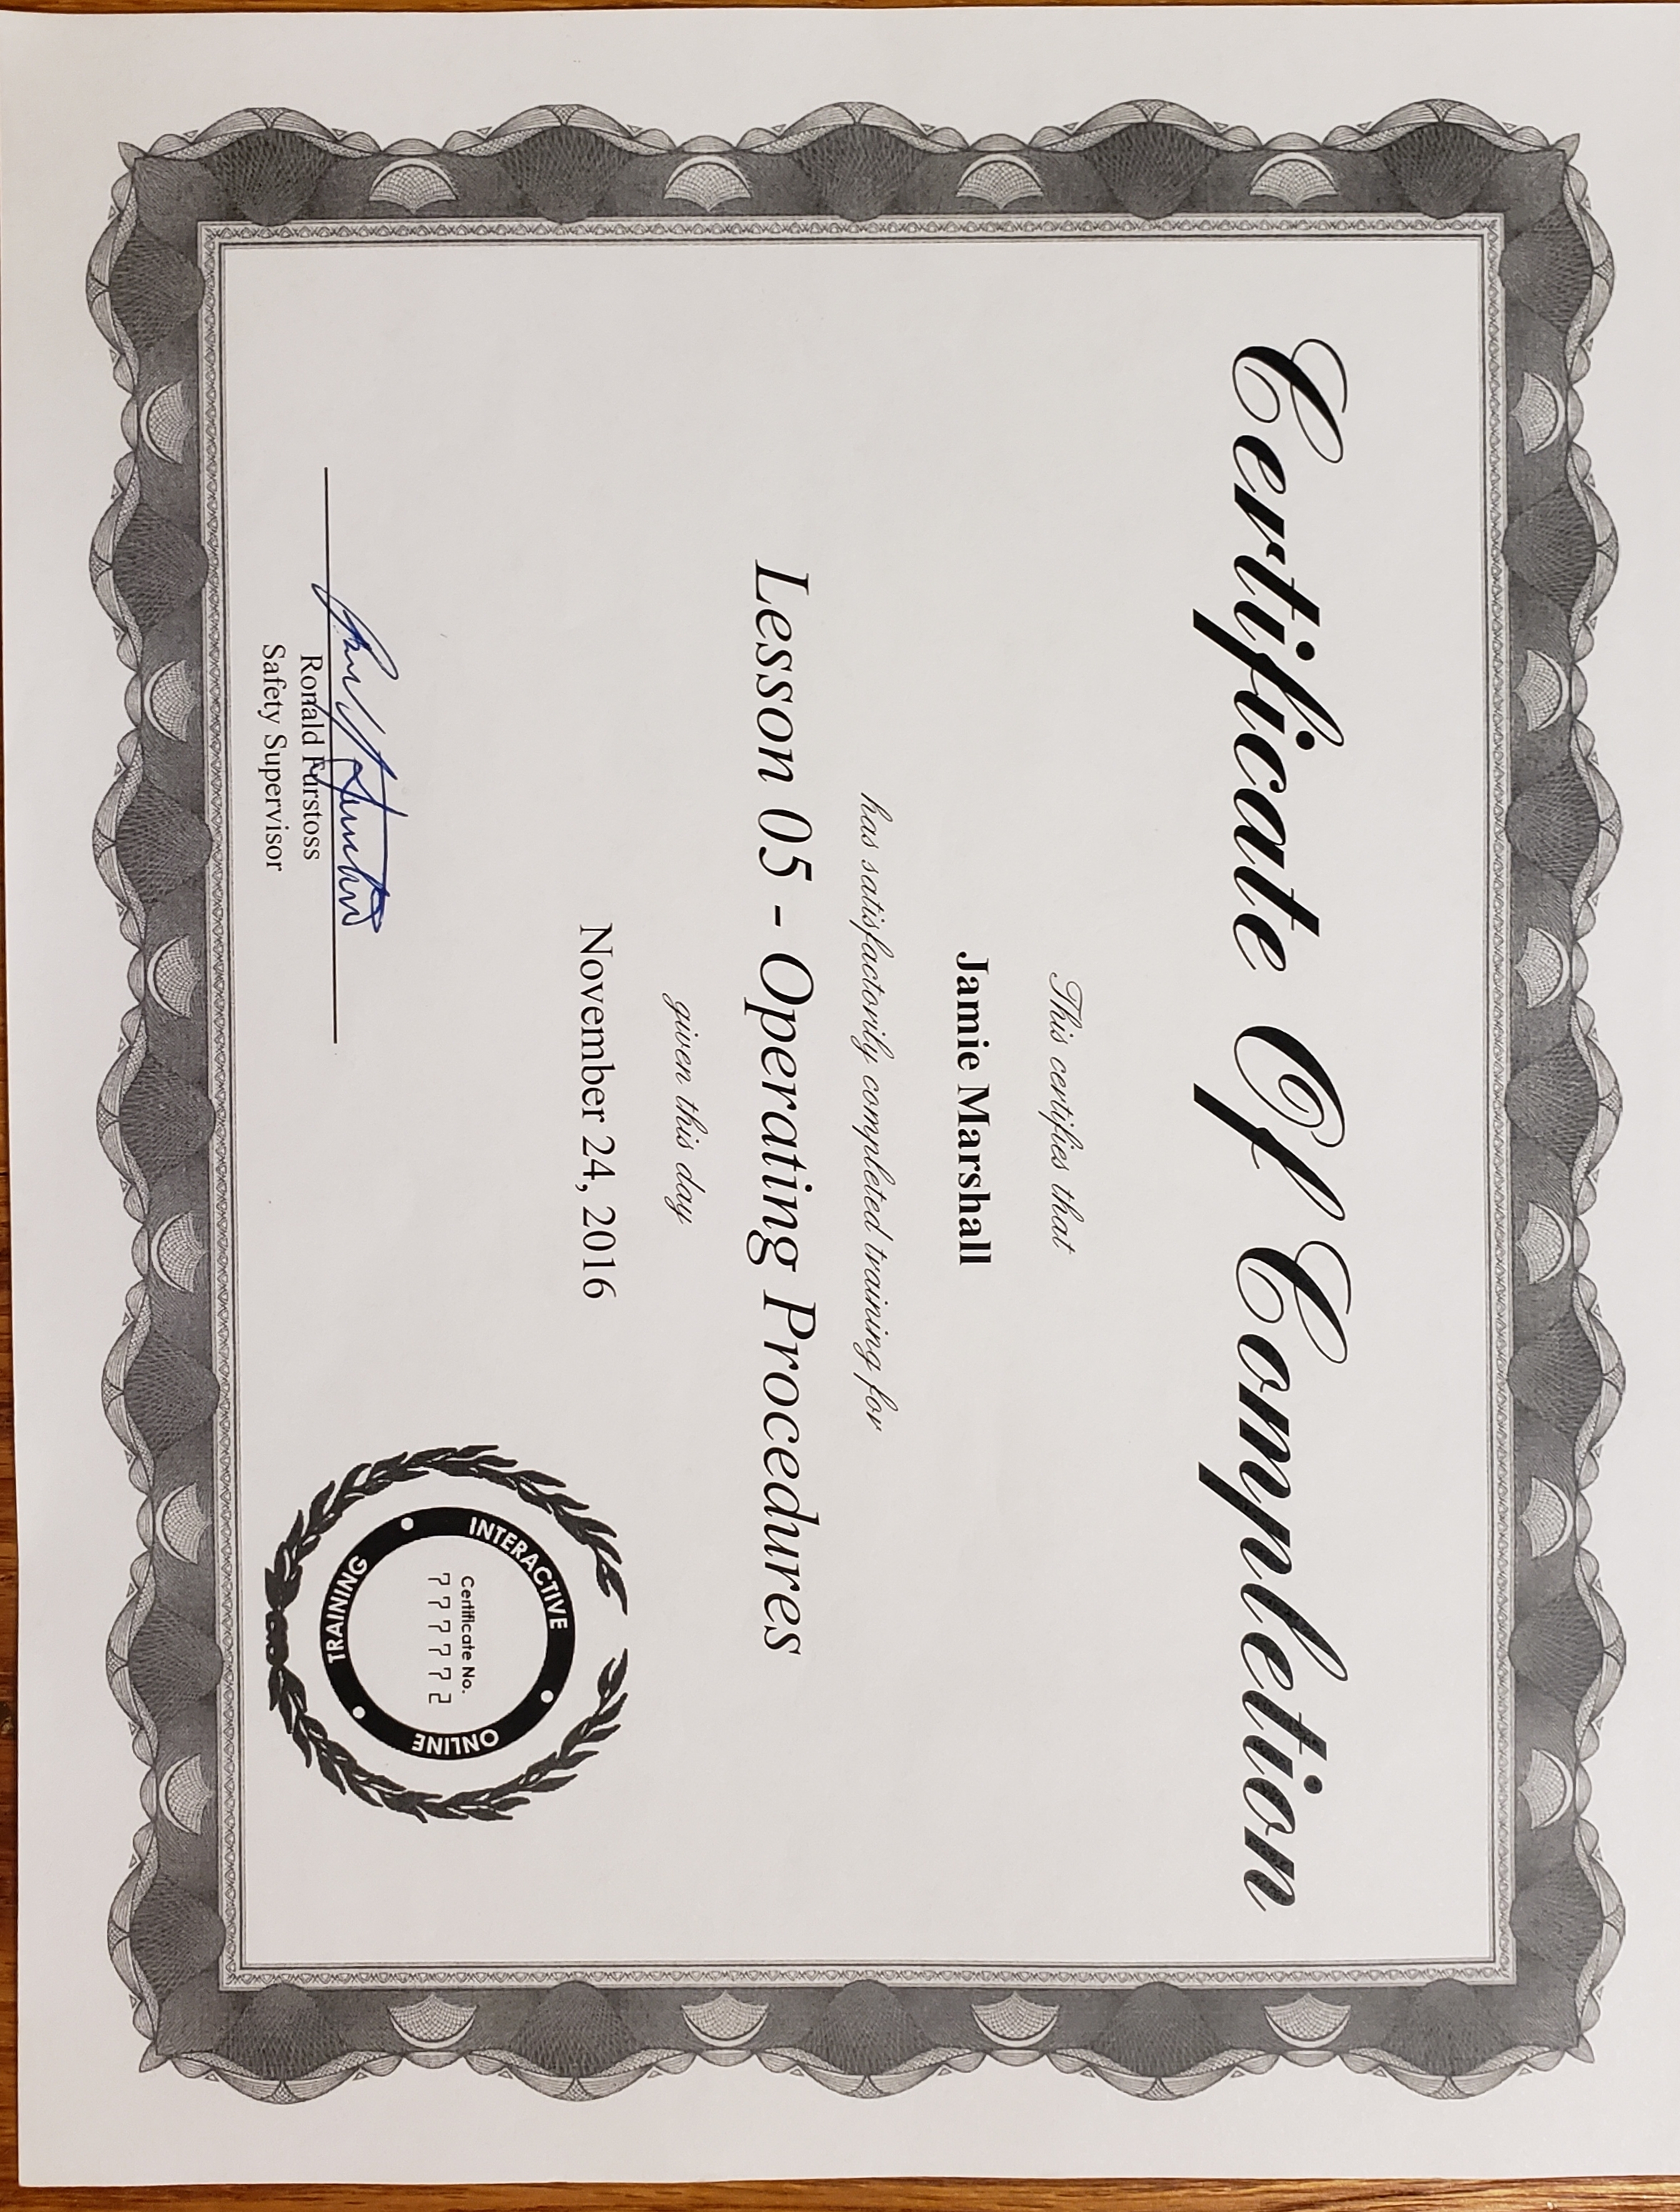 Certificate Of Completion
This certifies that
Jamie Marshall
has satisfactorily completed training for
Lesson 05 - Operating Procedures
given this day
November 24, 2016
INTERACTIVE • ONLINE • TRAINING •
Certificate No.
777772
Ronald Furstoss
Safety Supervisor